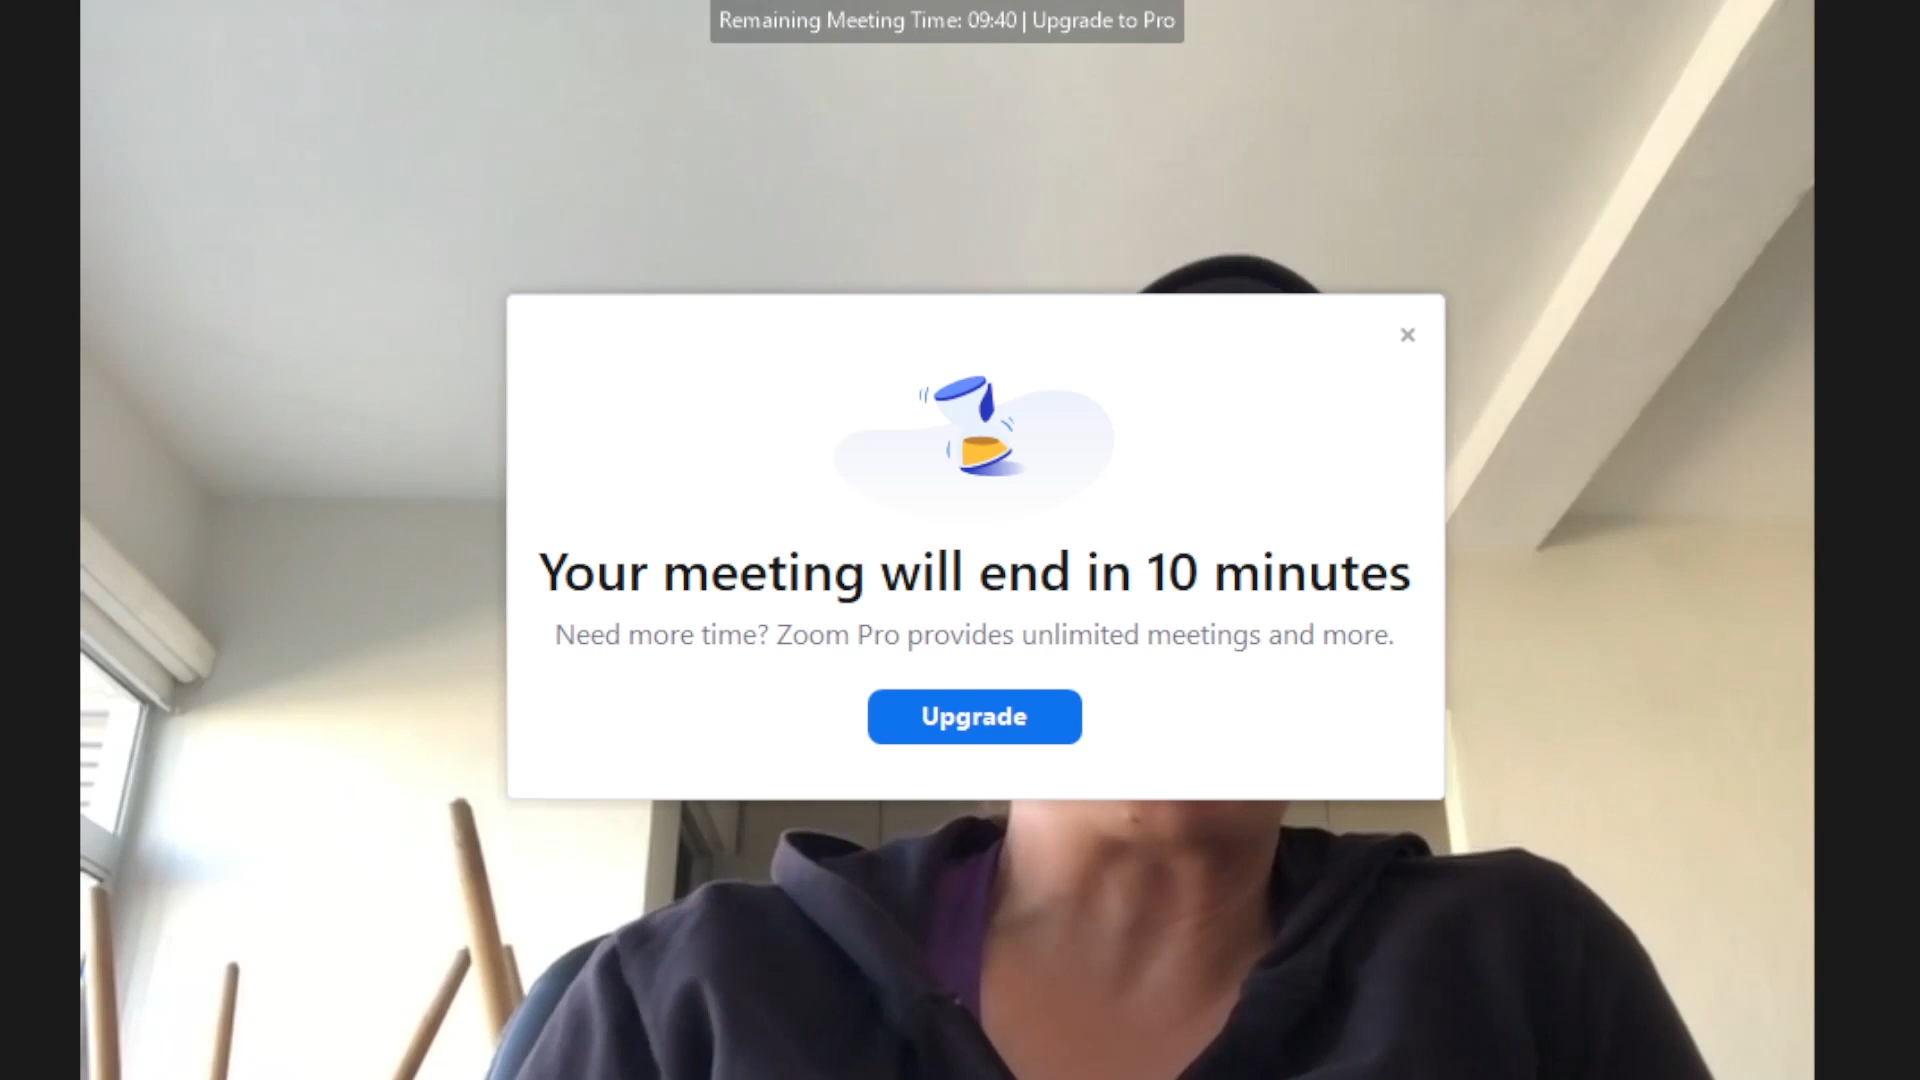 Remaining Meeting Time: 09:40 | Upgrade to Pro
Your meeting will end in 10 minutes
Need more time? Zoom Pro provides unlimited meetings and more.
Upgrade